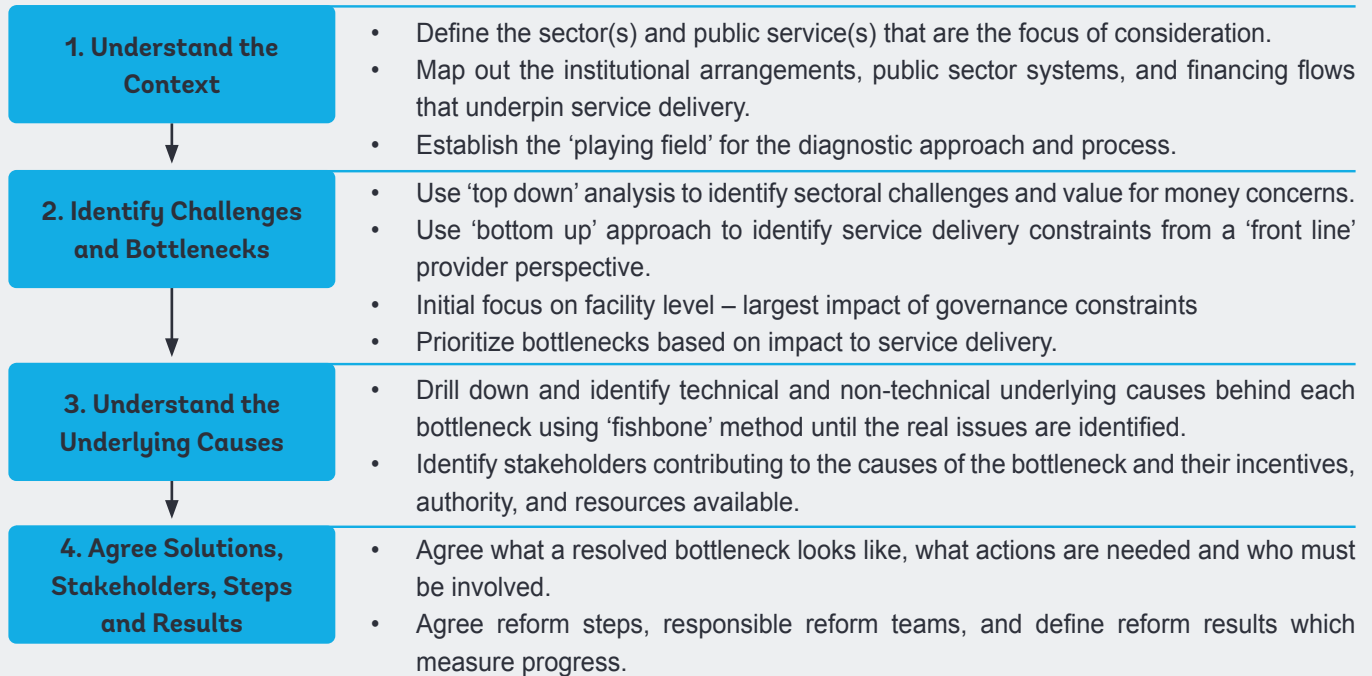 1. Understand the
Context
• Define the sector(s) and public service(s) that are the focus of consideration.
• Map out the institutional arrangements, public sector systems, and financing flows
that underpin service delivery.
• Establish the ‘playing field’ for the diagnostic approach and process.
2. Identify Challenges
and Bottlenecks
• Use ‘top down’ analysis to identify sectoral challenges and value for money concerns.
• Use ‘bottom up’ approach to identify service delivery constraints from a ‘front line’
provider perspective.
• Initial focus on facility level – largest impact of governance constraints
• Prioritize bottlenecks based on impact to service delivery.
3. Understand the
Underlying Causes
• Drill down and identify technical and non-technical underlying causes behind each
bottleneck using ‘fishbone’ method until the real issues are identified.
• Identify stakeholders contributing to the causes of the bottleneck and their incentives,
authority, and resources available.
4. Agree Solutions,
Stakeholders, Steps
and Results
• Agree what a resolved bottleneck looks like, what actions are needed and who must
be involved.
• Agree reform steps, responsible reform teams, and define reform results which
measure progress.